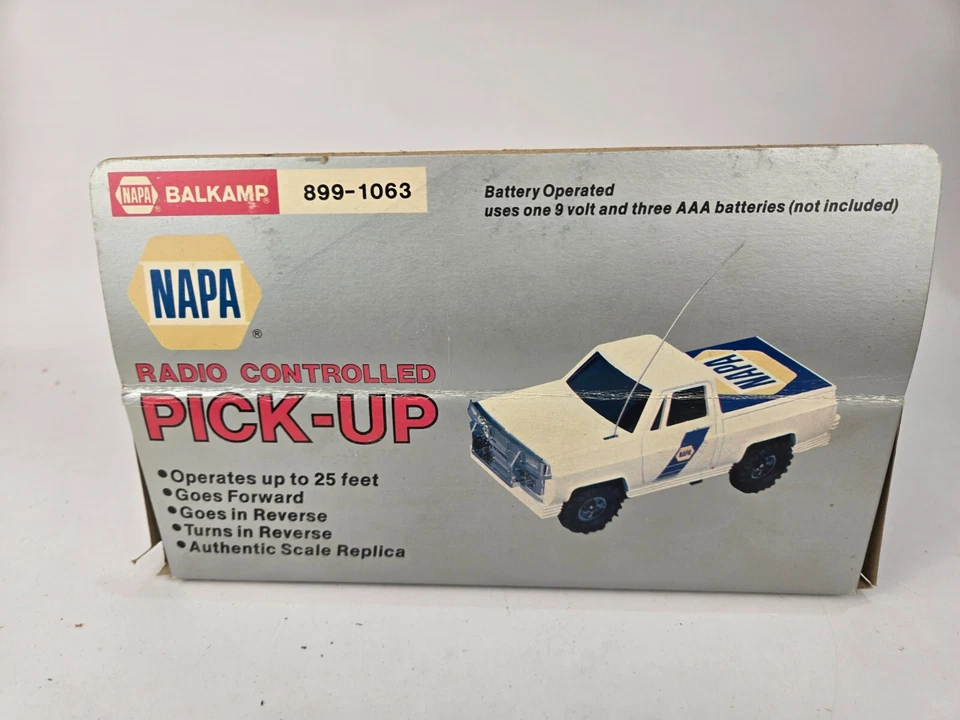 NAPA® BALKAMP® 899-1063
Battery Operated
uses one 9 volt and three AAA batteries (not included)
NAPA®
RADIO CONTROLLED
PICK-UP
•Operates up to 25 feet
•Goes Forward
•Goes in Reverse
•Turns in Reverse
•Authentic Scale Replica
NAPA
NAPA